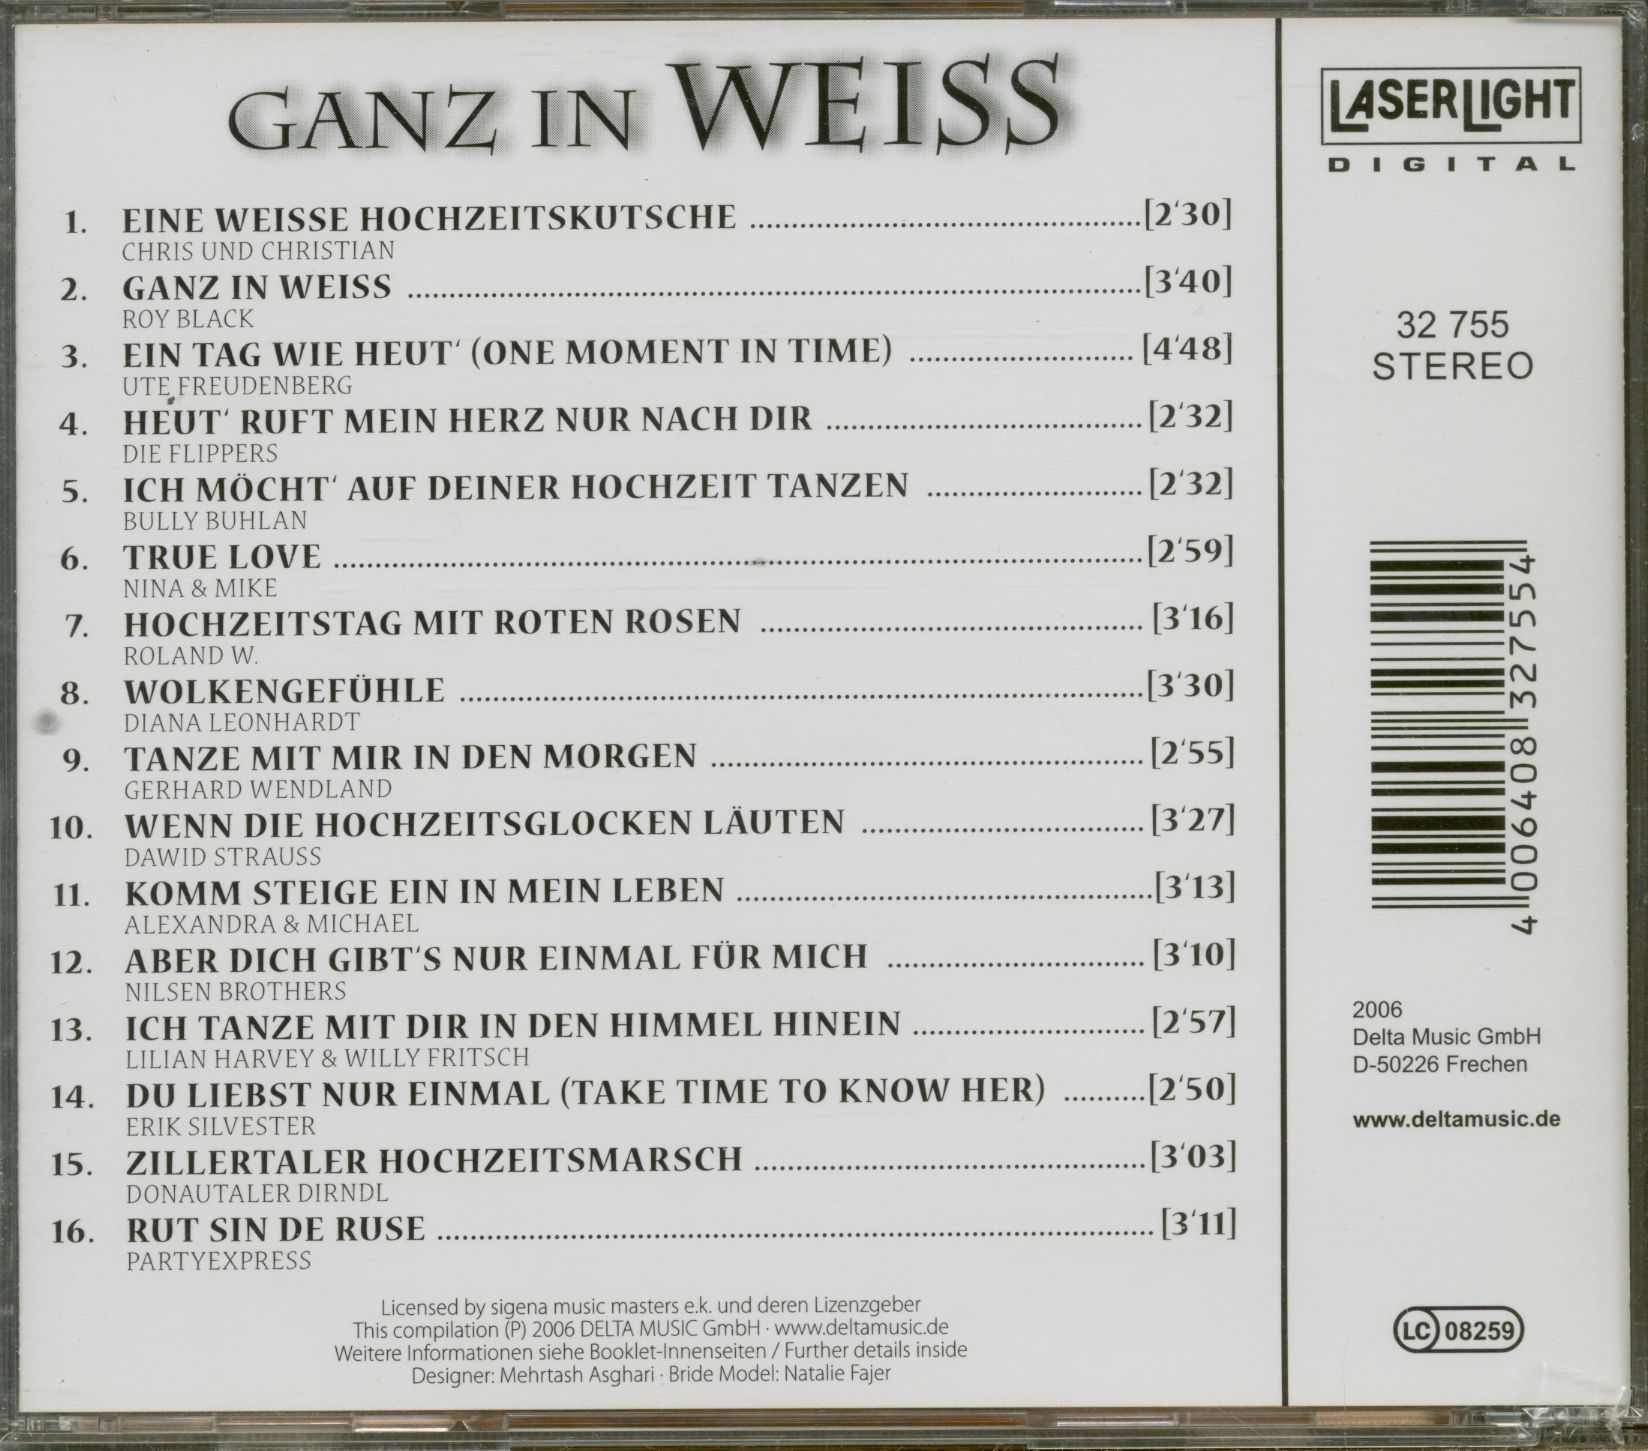 GANZ IN WEISS
1. EINE WEISSE HOCHZEITSKUTSCHE [2'30]
CHRIS UND CHRISTIAN
2. GANZ IN WEISS [3'40]
ROY BLACK
3. EIN TAG WIE HEUT' (ONE MOMENT IN TIME) [4'48]
UTE FREUDENBERG
4. HEUT' RUFT MEIN HERZ NUR NACH DIR [2'32]
DIE FLIPPERS
5. ICH MÖCHT' AUF DEINER HOCHZEIT TANZEN [2'32]
BULLY BUHLAN
6. TRUE LOVE [2'59]
NINA & MIKE
7. HOCHZEITSTAG MIT ROTEN ROSEN [3'16]
ROLAND W.
8. WOLKENGEFÜHLE [3'30]
DIANA LEONHARDT
9. TANZE MIT MIR IN DEN MORGEN [2'55]
GERHARD WENDLAND
10. WENN DIE HOCHZEITSGLOCKEN LÄUTEN [3'27]
DAWID STRAUSS
11. KOMM STEIGE EIN IN MEIN LEBEN [3'13]
ALEXANDRA & MICHAEL
12. ABER DICH GIBT'S NUR EINMAL FÜR MICH [3'10]
NILSEN BROTHERS
13. ICH TANZE MIT DIR IN DEN HIMMEL HINEIN [2'57]
LILIAN HARVEY & WILLY FRITSCH
14. DU LIEBST NUR EINMAL (TAKE TIME TO KNOW HER) [2'50]
ERIK SILVESTER
15. ZILLERTALER HOCHZEITSMARSCH [3'03]
DONAUTALER DIRNDL
16. RUT SIN DE RUSE [3'11]
PARTYEXPRESS
Licensed by sigena music masters e.k. und deren Lizenzgeber
This compilation (P) 2006 DELTA MUSIC GmbH · www.deltamusic.de
Weitere Informationen siehe Booklet-Innenseiten / Further details inside
Designer: Mehrtash Asghari · Bride Model: Natalie Fajer
LASERLIGHT
DIGITAL
32 755
STEREO
4 006408 327554
2006
Delta Music GmbH
D-50226 Frechen
www.deltamusic.de
LC 08259